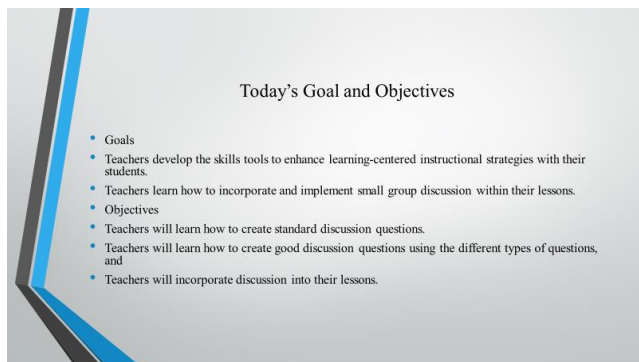 Today’s Goal and Objectives
• Goals
• Teachers develop the skills tools to enhance learning-centered instructional strategies with their
students.
• Teachers learn how to incorporate and implement small group discussion within their lessons.
• Objectives
• Teachers will learn how to create standard discussion questions.
• Teachers will learn how to create good discussion questions using the different types of questions,
and
• Teachers will incorporate discussion into their lessons.